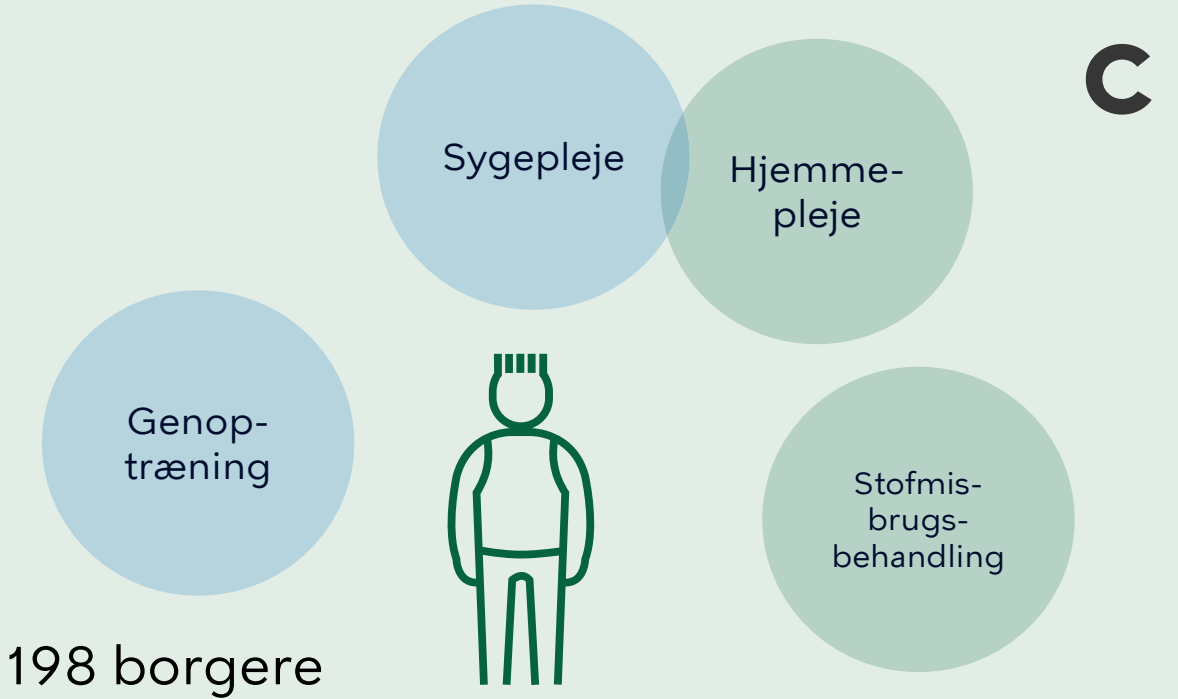 C
Sygepleje
Hjemme-
pleje
Genop-
træning
Stofmis-
brugs-
behandling
198 borgere